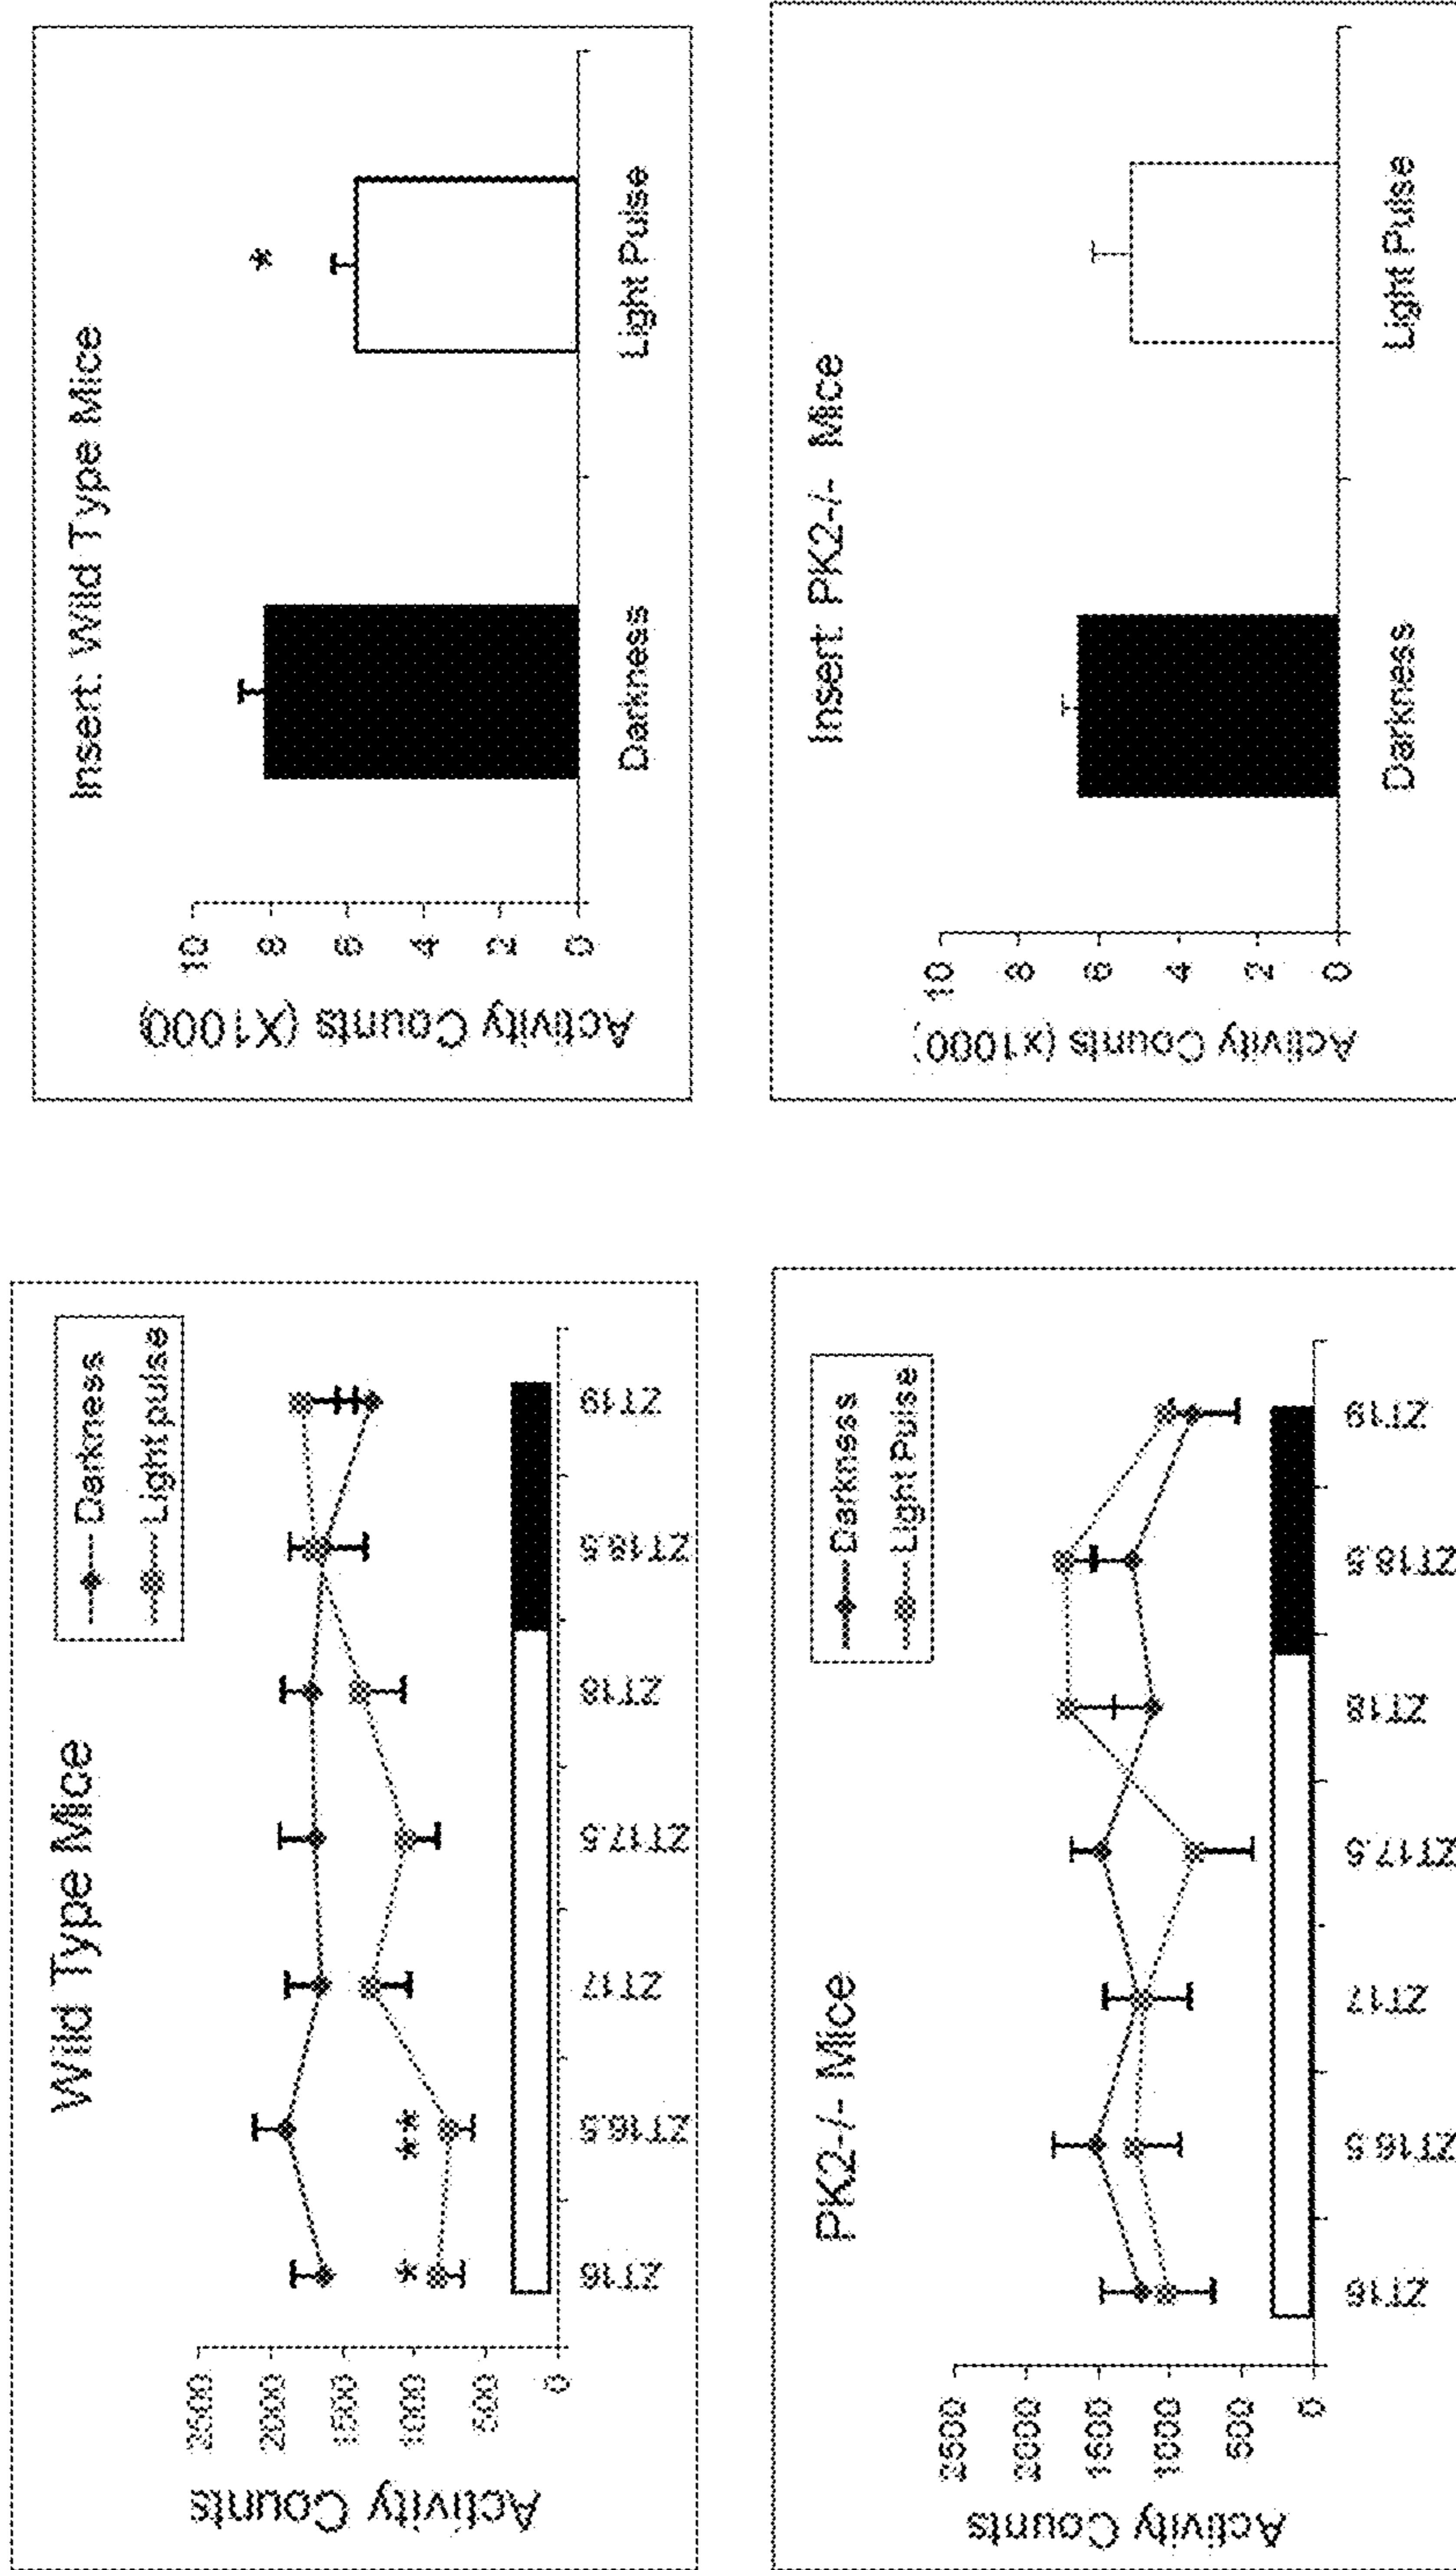 Wild Type Mice
Darkness
Light pulse
Activity Counts
2500
2000
1500
1000
500
0
ZT16
ZT16.5
ZT17
ZT17.5
ZT18
ZT18.5
ZT19
*
**
Insert: Wild Type Mice
Activity Counts (X1000)
10
8
6
4
2
0
*
Darkness
Light Pulse
PK2-/- Mice
Darkness
Light Pulse
Activity Counts
2500
2000
1500
1000
500
0
ZT16
ZT16.5
ZT17
ZT17.5
ZT18
ZT18.5
ZT19
Insert: PK2-/- Mice
Activity Counts (x1000)
10
8
6
4
2
0
Darkness
Light Pulse